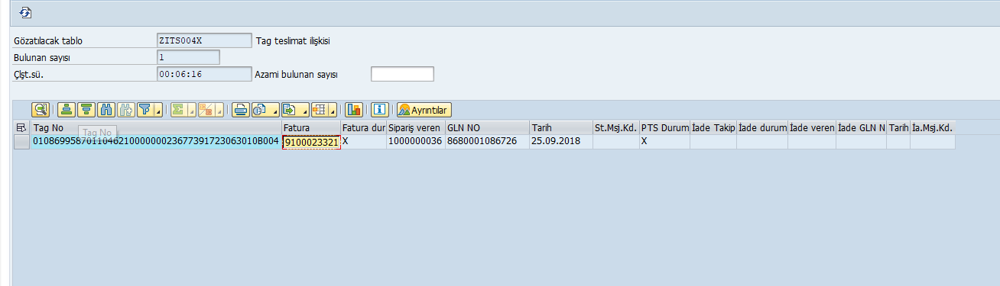 Gözatılacak tablo ZITS004X Tag teslimat ilişkisi
Bulunan sayısı 1
Çlşt.sü. 00:06:16 Azami bulunan sayısı
Ayrıntılar
Tag No Fatura Fatura dur Sipariş veren GLN NO Tarih St.Msj.Kd. PTS Durum İade Takip İade durum İade veren İade GLN N Tarih İa.Msj.Kd.
Tag No
9100023321 X 1000000036 8680001086726 25.09.2018 X